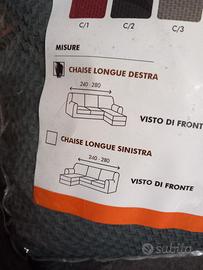 C/1 C/2 C/3
MISURE
CHAISE LONGUE DESTRA
240 - 280
VISTO DI FRONTE
CHAISE LONGUE SINISTRA
240 - 280
VISTO DI FRONTE
subito